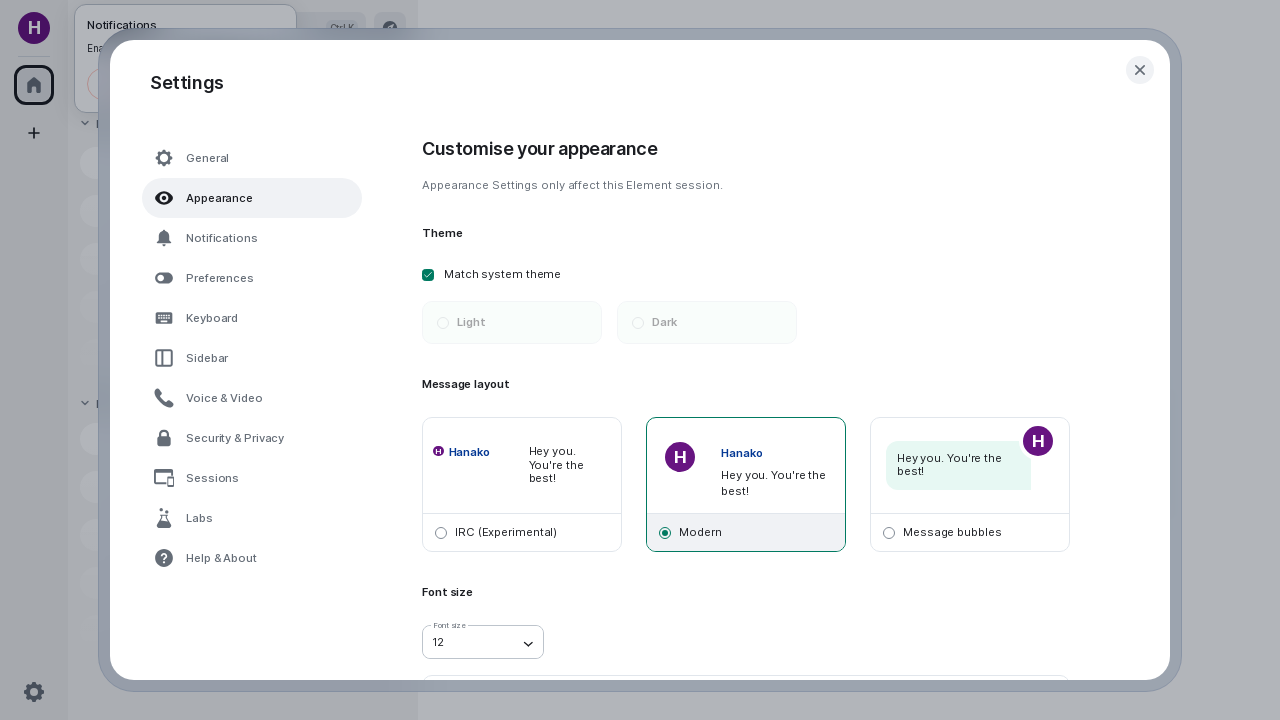 H
Notifications
Ctrl K
Settings
General
Appearance
Notifications
Preferences
Keyboard
Sidebar
Voice & Video
Security & Privacy
Sessions
Labs
Help & About
Customise your appearance
Appearance Settings only affect this Element session.
Theme
Match system theme
Light
Dark
Message layout
H Hanako
Hey you.
You're the
best!
IRC (Experimental)
H
Hanako
Hey you. You're the
best!
Modern
H
Hey you. You're the
best!
Message bubbles
Font size
Font size
12